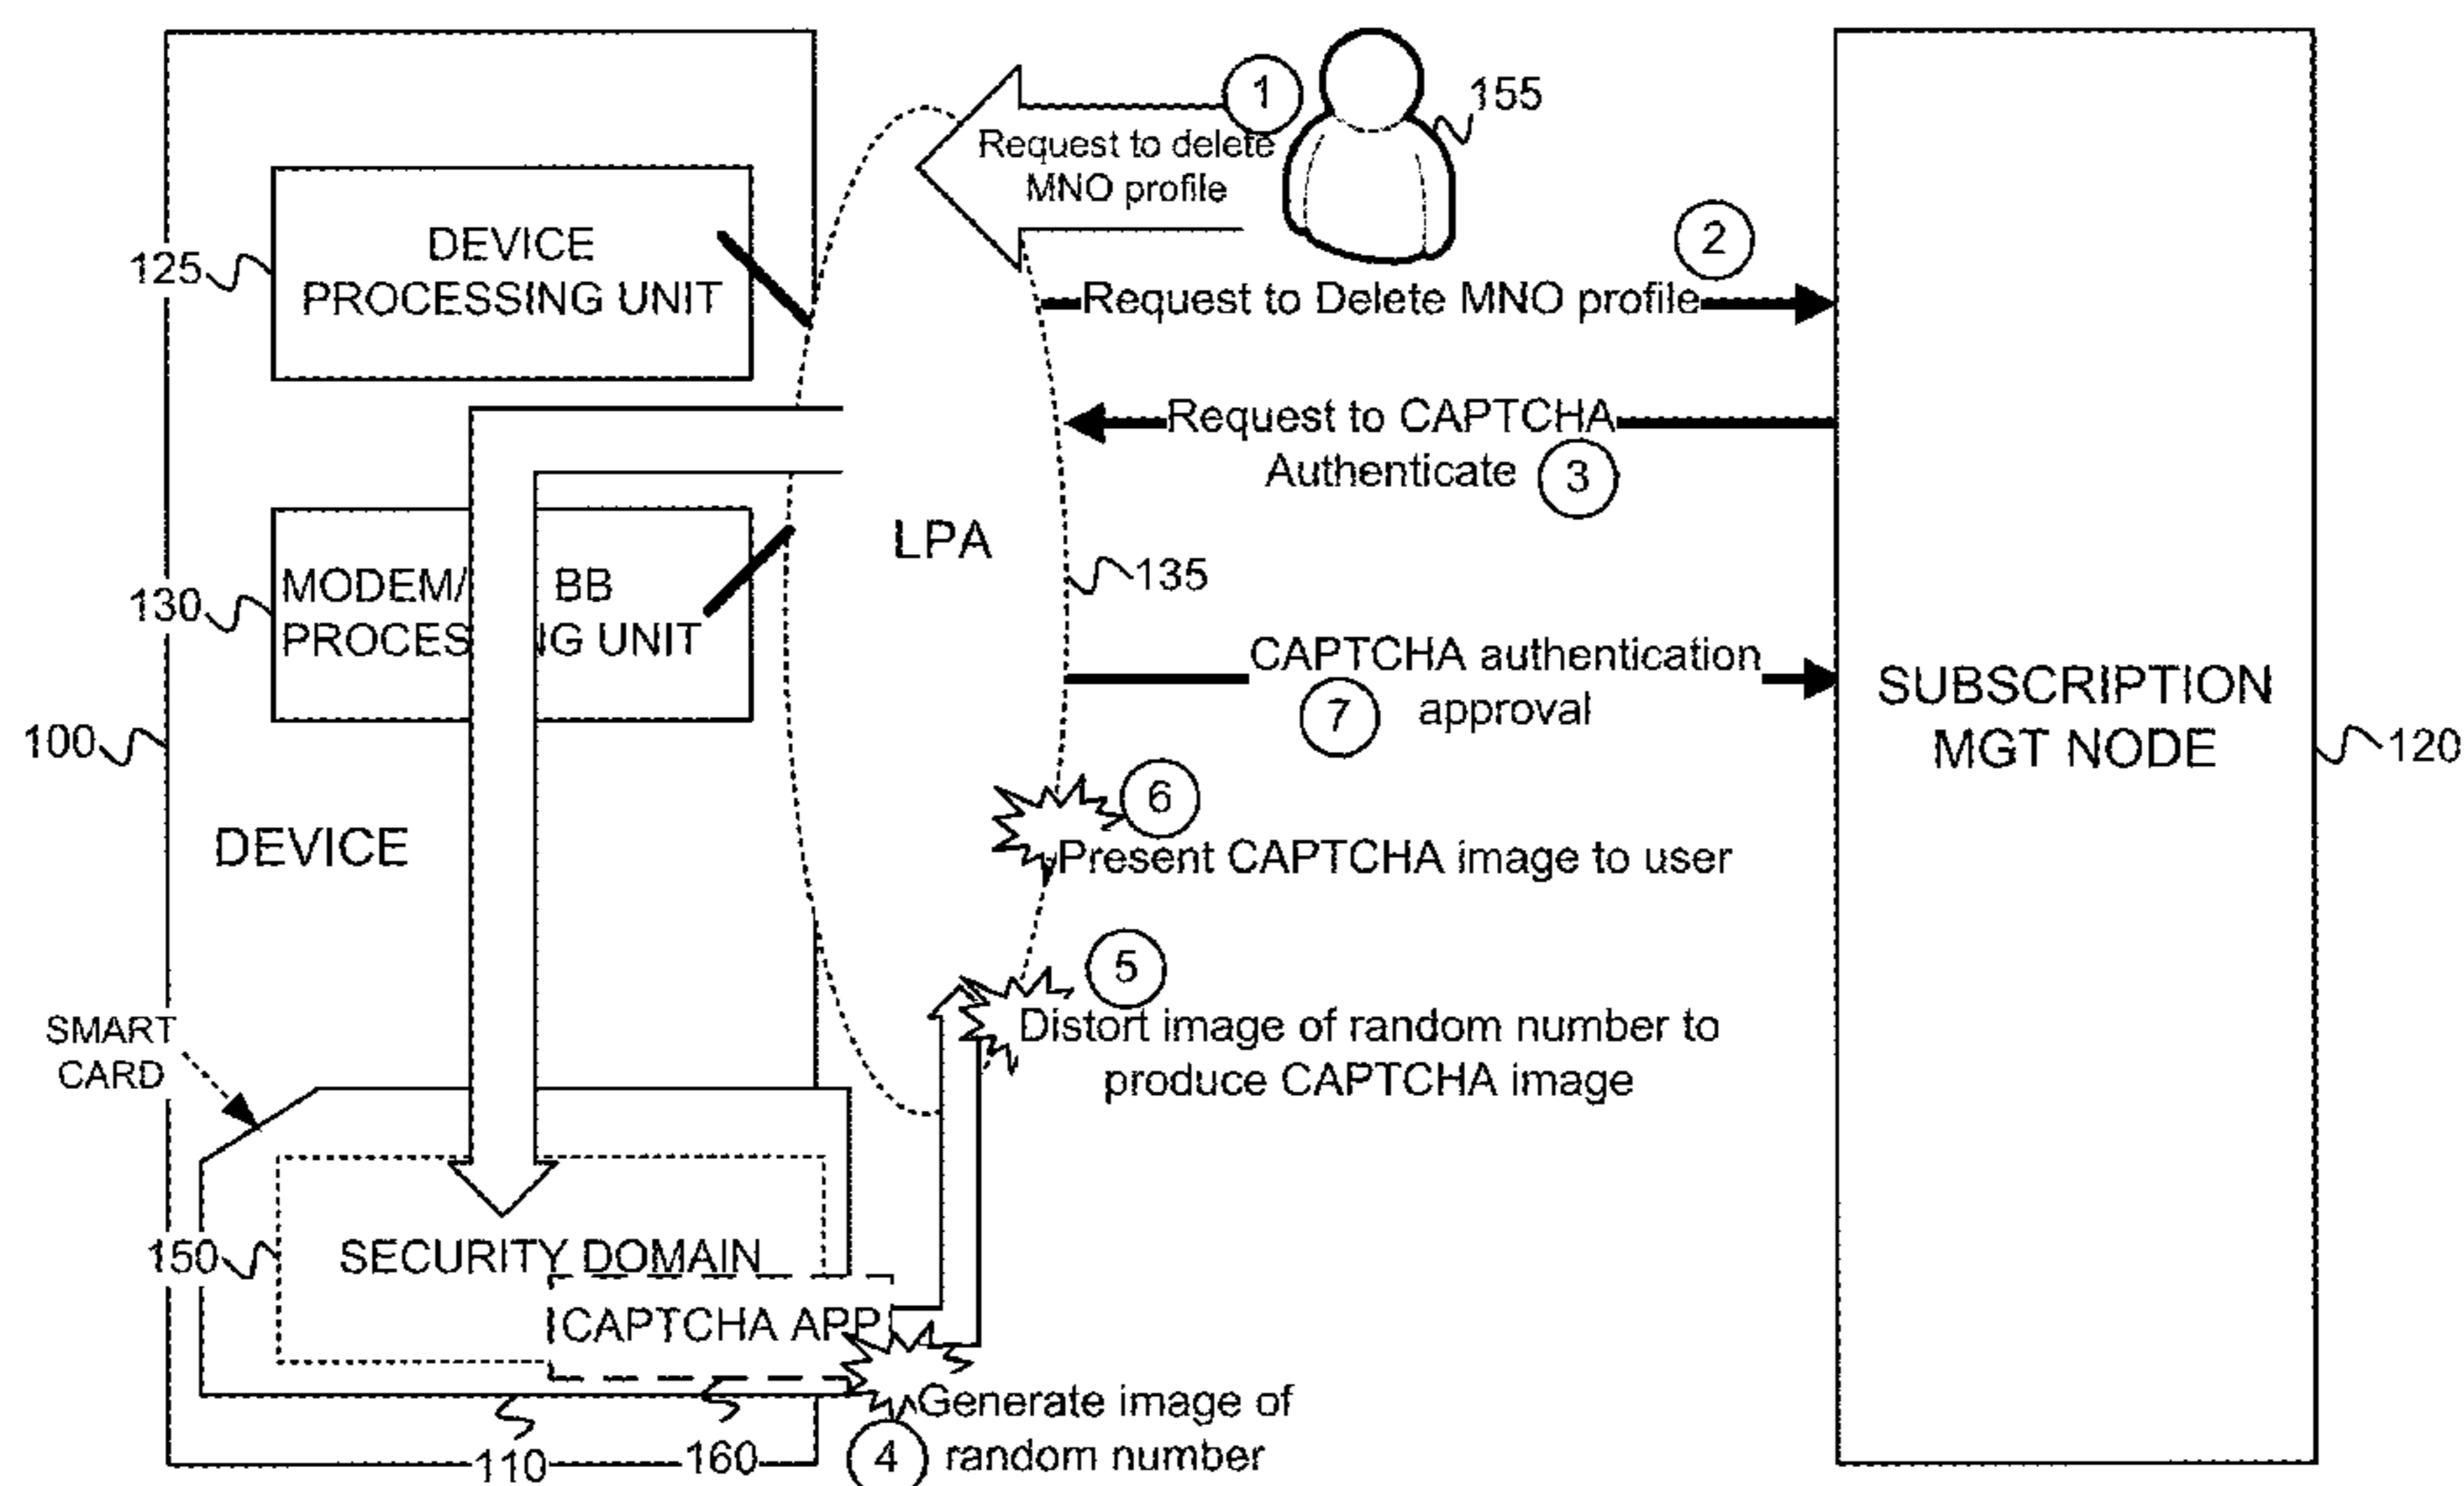 1
155
Request to delete
MNO profile
2
DEVICE
PROCESSING UNIT
125
Request to Delete MNO profile
Request to CAPTCHA
Authenticate 3
LPA
135
MODEM/ BB
PROCES NG UNIT
130
CAPTCHA authentication
7 approval
SUBSCRIPTION
MGT NODE
100
120
6
DEVICE
Present CAPTCHA image to user
5
SMART
CARD
Distort image of random number to
produce CAPTCHA image
150
SECURITY DOMAIN
CAPTCHA APP
Generate image of
4 random number
110
160